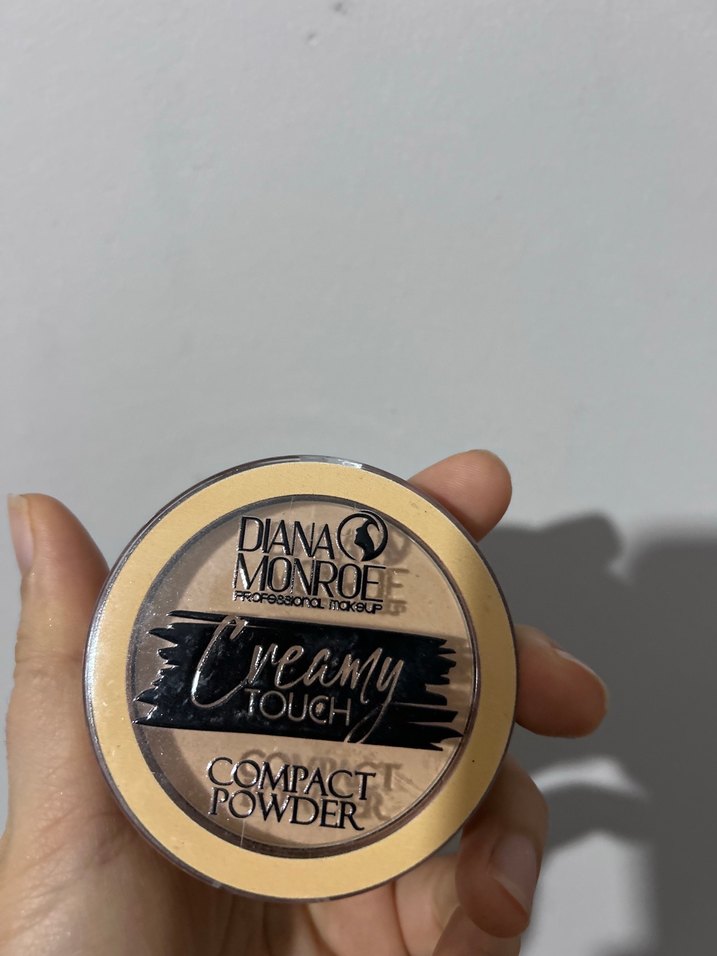 DIANA
MONROE
PROFESSIONAL MAKEUP
Creamy
TOUCH
COMPACT
POWDER